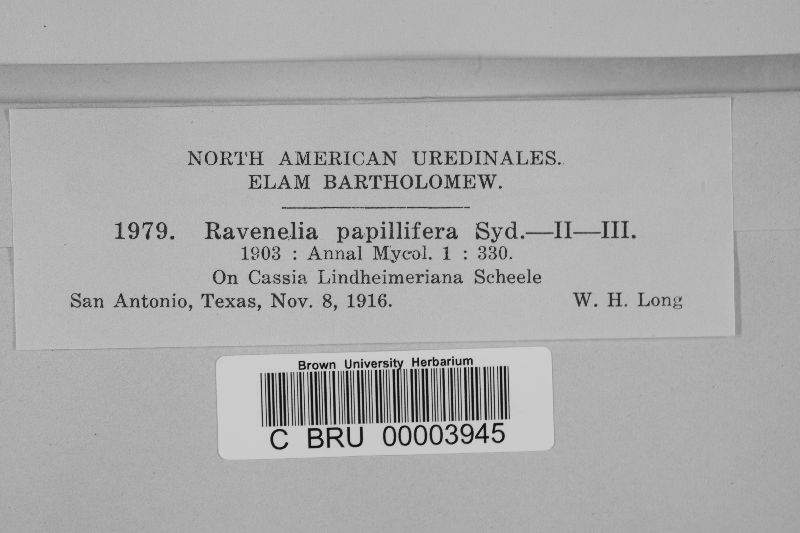 NORTH AMERICAN UREDINALES.
ELAM BARTHOLOMEW.
1979. Ravenelia papillifera Syd.—II—III.
1903 : Annal Mycol. 1 : 330.
On Cassia Lindheimeriana Scheele
San Antonio, Texas, Nov. 8, 1916. W. H. Long
Brown University Herbarium
C BRU 00003945